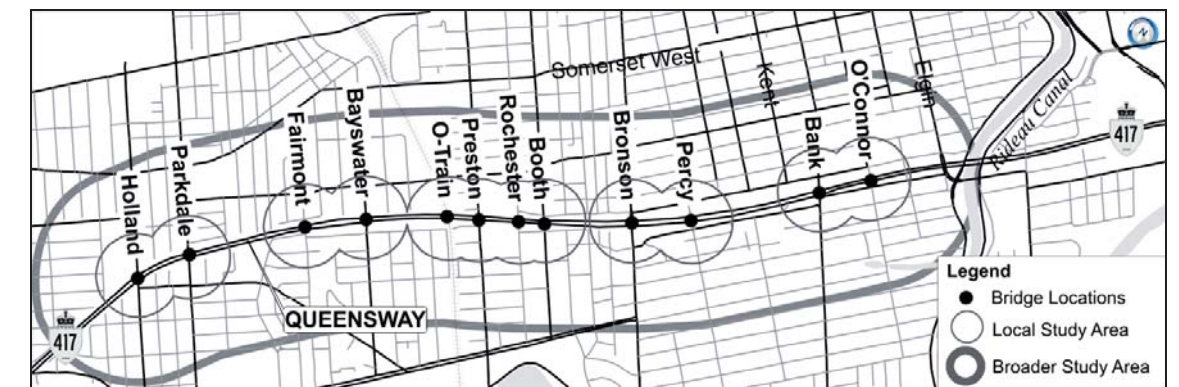 Somerset West
Kent
O'Connor
Elgin
Rideau Canal
417
N
Holland
Parkdale
Fairmont
Bayswater
O-Train
Preston
Rochester
Booth
Bronson
Percy
Bank
QUEENSWAY
417
Legend
Bridge Locations
Local Study Area
Broader Study Area